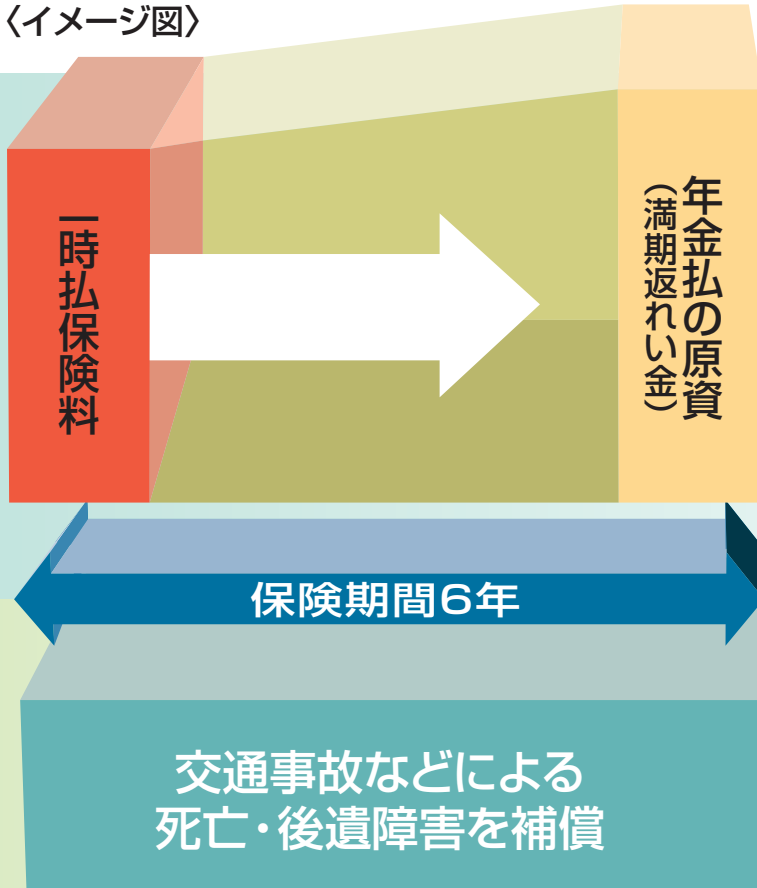 〈イメージ図〉
一時払保険料
年金払の原資
（満期返れい金）
保険期間6年
交通事故などによる
死亡・後遺障害を補償